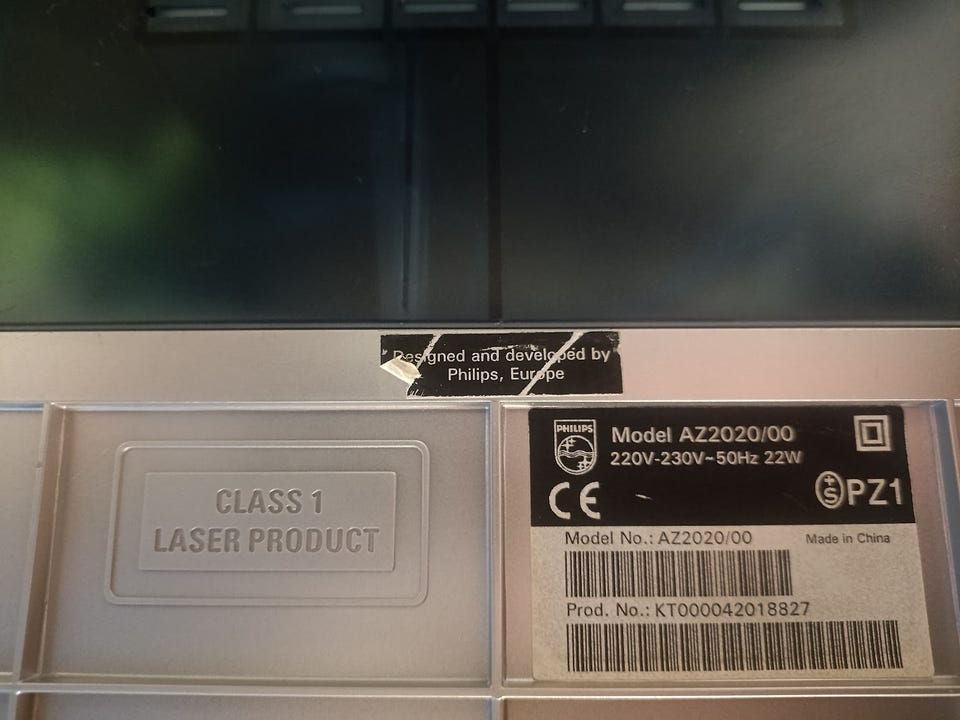 Designed and developed by
Philips, Europe
CLASS 1
LASER PRODUCT
PHILIPS
Model AZ2020/00
220V-230V~50Hz 22W
CE
S PZ1
Model No.: AZ2020/00
Made in China
Prod. No.: KT000042018827